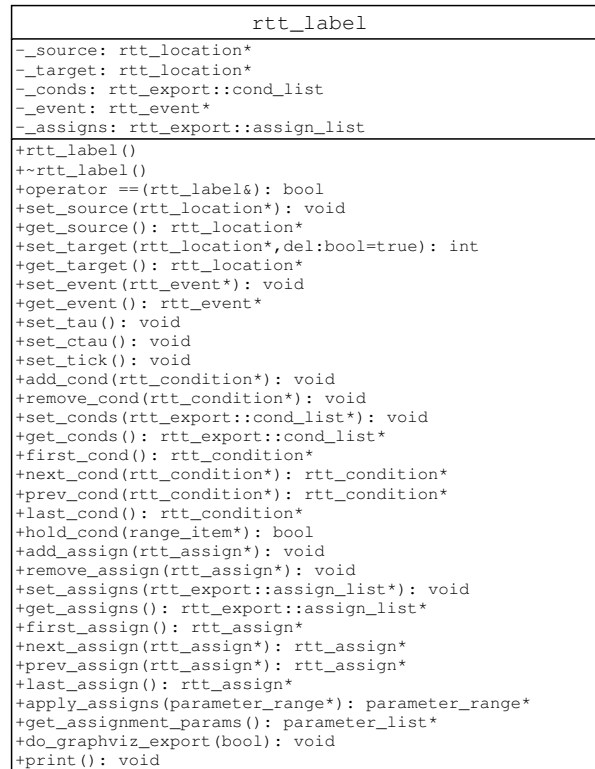 rtt_label
-_source: rtt_location*
-_target: rtt_location*
-_conds: rtt_export::cond_list
-_event: rtt_event*
-_assigns: rtt_export::assign_list
+rtt_label()
+~rtt_label()
+operator ==(rtt_label&): bool
+set_source(rtt_location*): void
+get_source(): rtt_location*
+set_target(rtt_location*,del:bool=true): int
+get_target(): rtt_location*
+set_event(rtt_event*): void
+get_event(): rtt_event*
+set_tau(): void
+set_ctau(): void
+set_tick(): void
+add_cond(rtt_condition*): void
+remove_cond(rtt_condition*): void
+set_conds(rtt_export::cond_list*): void
+get_conds(): rtt_export::cond_list*
+first_cond(): rtt_condition*
+next_cond(rtt_condition*): rtt_condition*
+prev_cond(rtt_condition*): rtt_condition*
+last_cond(): rtt_condition*
+hold_cond(range_item*): bool
+add_assign(rtt_assign*): void
+remove_assign(rtt_assign*): void
+set_assigns(rtt_export::assign_list*): void
+get_assigns(): rtt_export::assign_list*
+first_assign(): rtt_assign*
+next_assign(rtt_assign*): rtt_assign*
+prev_assign(rtt_assign*): rtt_assign*
+last_assign(): rtt_assign*
+apply_assigns(parameter_range*): parameter_range*
+get_assignment_params(): parameter_list*
+do_graphviz_export(bool): void
+print(): void